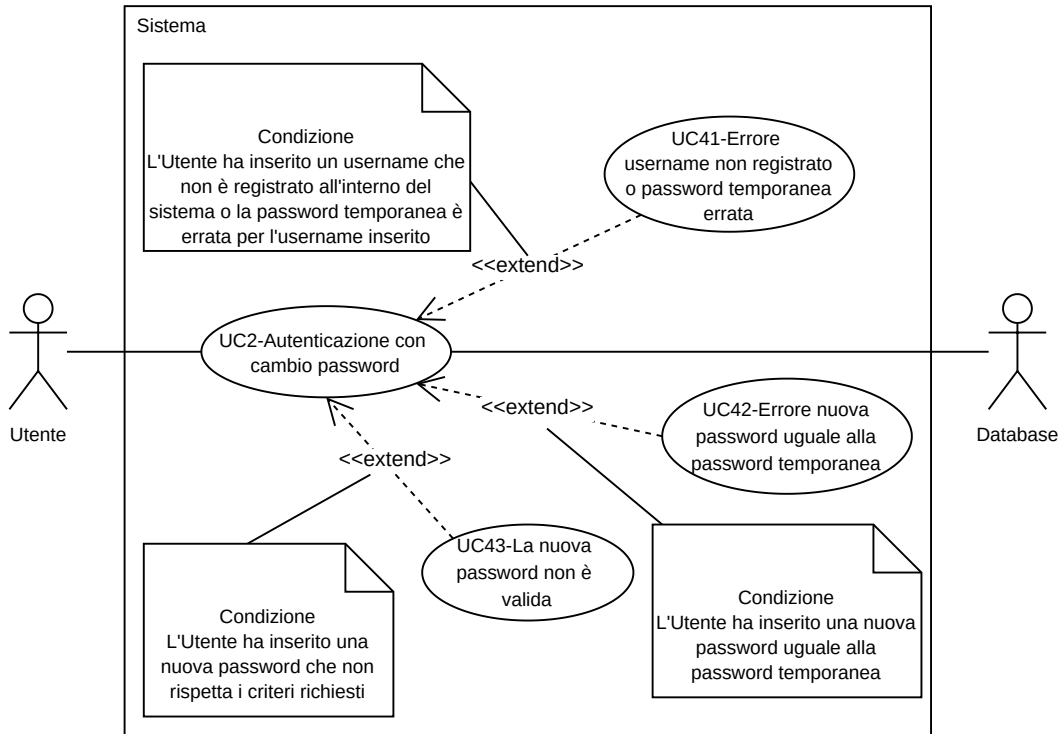 Sistema
Condizione
L'Utente ha inserito un username che
non è registrato all'interno del
sistema o la password temporanea è
errata per l'username inserito
UC41-Errore
username non registrato
o password temporanea
errata
<<extend>>
UC2-Autenticazione con
cambio password
Utente
Database
<<extend>>
UC42-Errore nuova
password uguale alla
password temporanea
<<extend>>
UC43-La nuova
password non è
valida
Condizione
L'Utente ha inserito una
nuova password che non
rispetta i criteri richiesti
Condizione
L'Utente ha inserito una nuova
password uguale alla
password temporanea